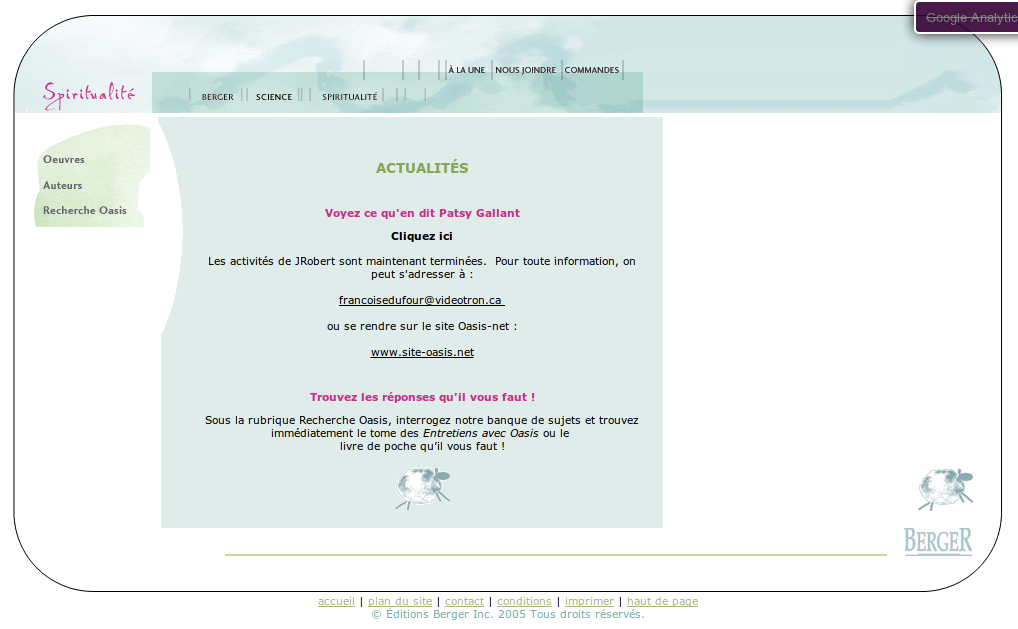 Google Analytic
À LA UNE NOUS JOINDRE COMMANDES
Spiritualité
BERGER SCIENCE SPIRITUALITÉ
Oeuvres
Auteurs
Recherche Oasis
ACTUALITÉS
Voyez ce qu'en dit Patsy Gallant
Cliquez ici
Les activités de JRobert sont maintenant terminées. Pour toute information, on
peut s'adresser à :
francoisedufour@videotron.ca
ou se rendre sur le site Oasis-net :
www.site-oasis.net
Trouvez les réponses qu'il vous faut !
Sous la rubrique Recherche Oasis, interrogez notre banque de sujets et trouvez
immédiatement le tome des Entretiens avec Oasis ou le
livre de poche qu’il vous faut !
BERGER
accueil | plan du site | contact | conditions | imprimer | haut de page
© Éditions Berger Inc. 2005 Tous droits réservés.